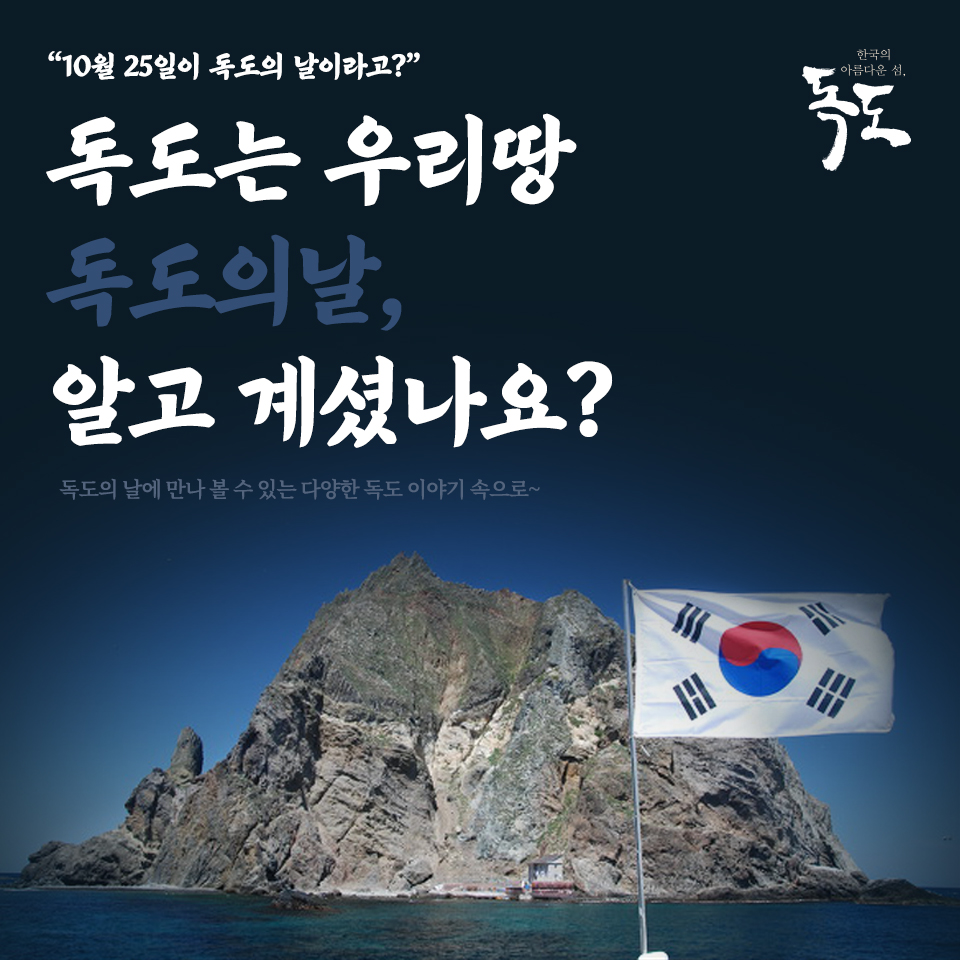 “10월 25일이 독도의 날이라고?”
한국의
아름다운 섬,
독도
독도는 우리땅
독도의날,
알고 계셨나요?
독도의 날에 만나 볼 수 있는 다양한 독도 이야기 속으로~